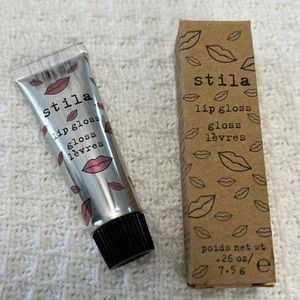 stila
lip gloss
gloss
lèvres
stila
lip gloss
gloss
lèvres
poids net wt
.26 oz/
7.5 g e